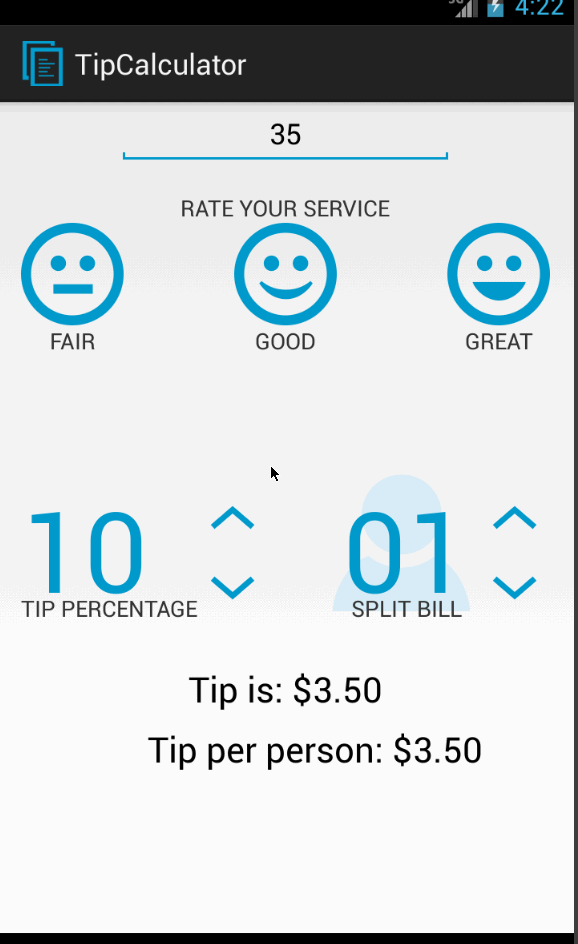 4:22
TipCalculator
35
RATE YOUR SERVICE
FAIR GOOD GREAT
10 01
TIP PERCENTAGE SPLIT BILL
Tip is: $3.50
Tip per person: $3.50